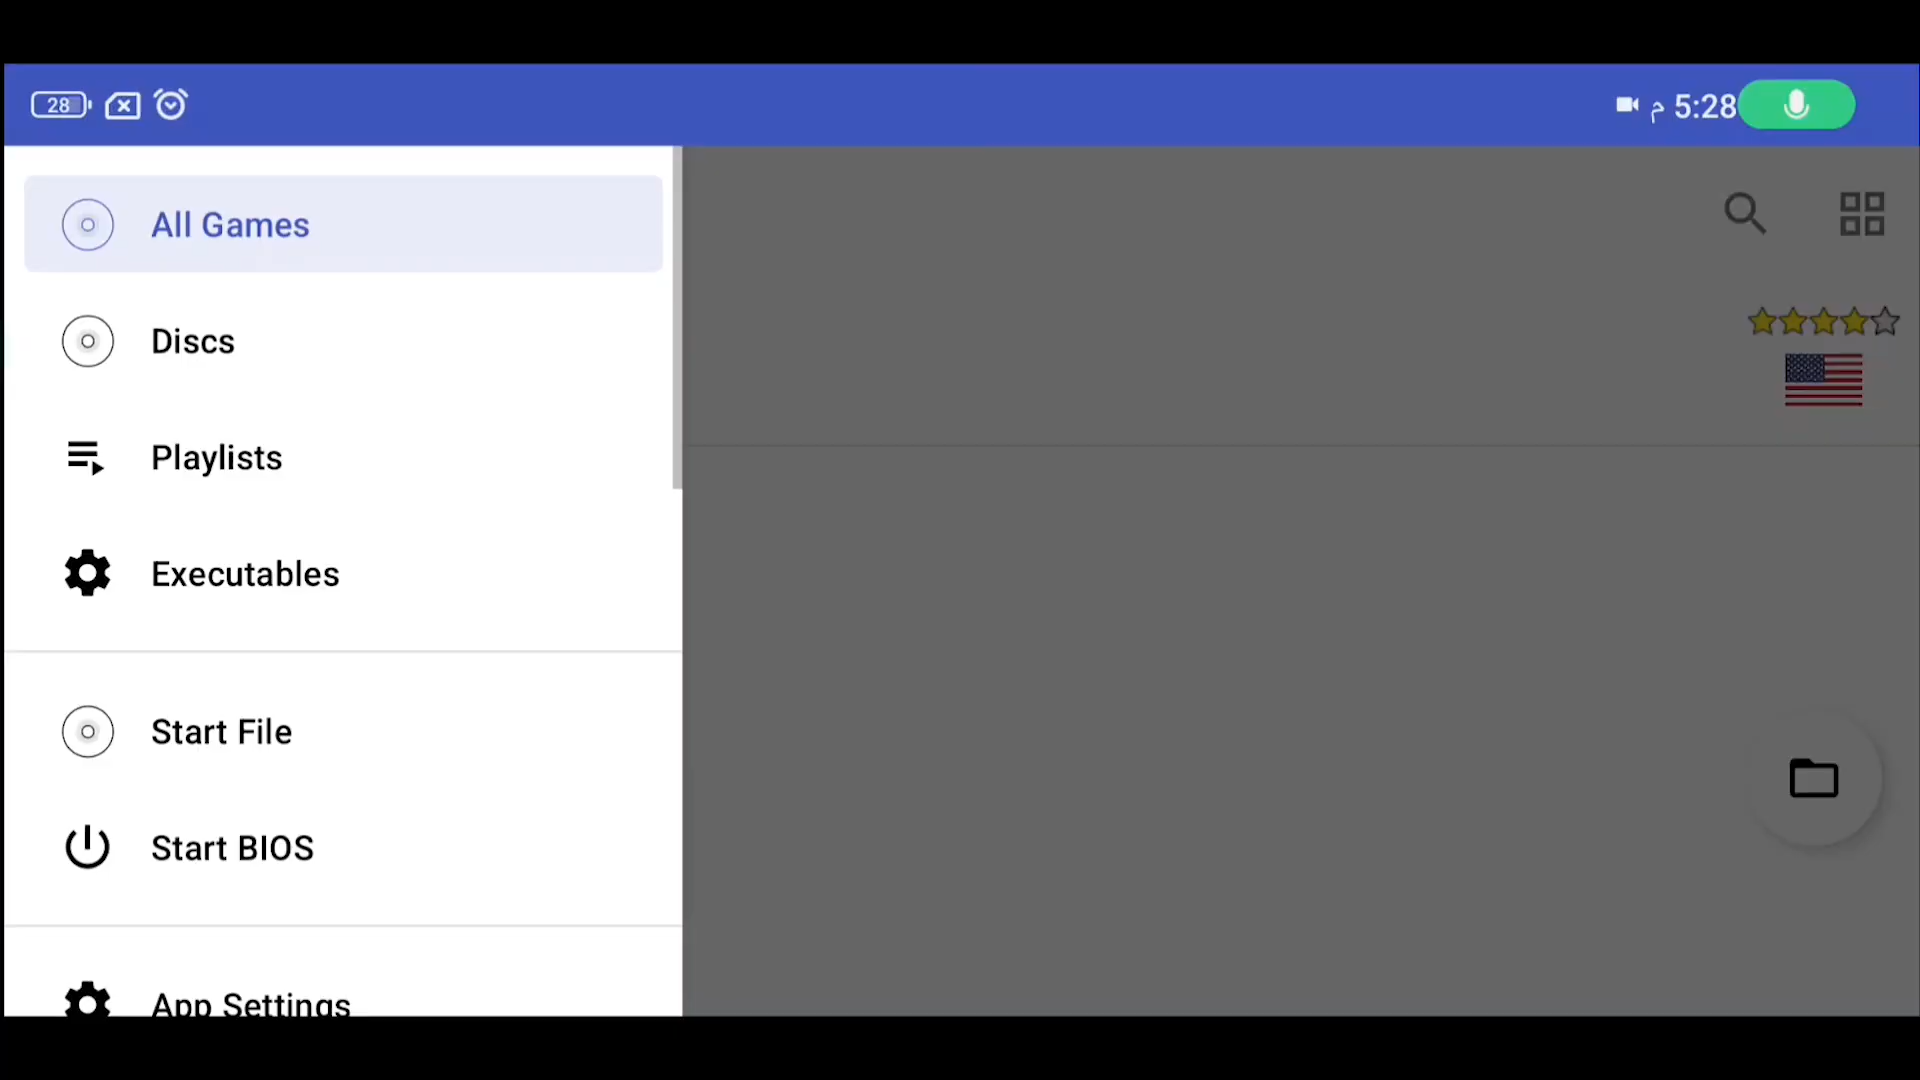 28
م 5:28
All Games
Discs
Playlists
Executables
Start File
Start BIOS
App Settings